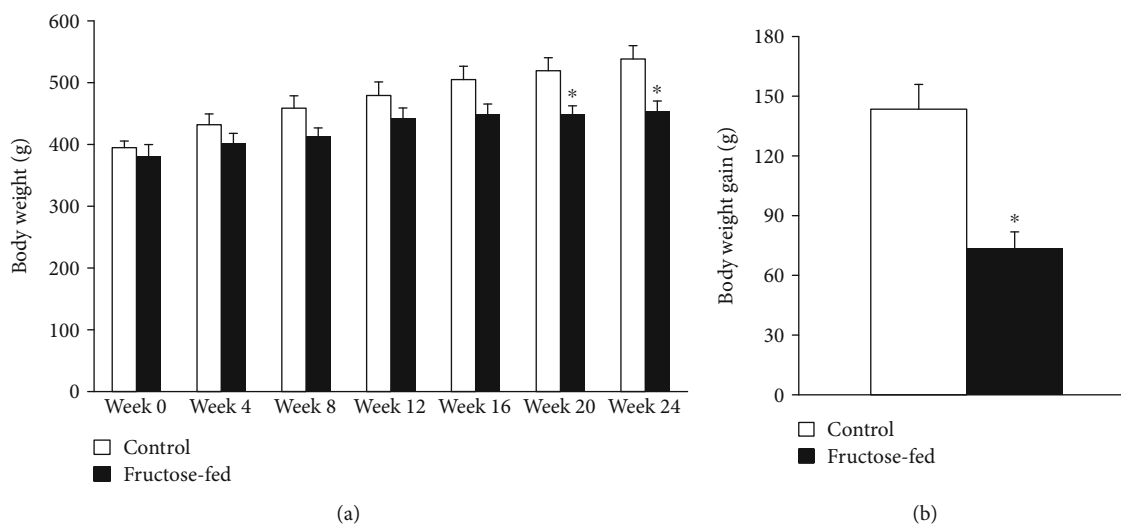 Body weight (g)
600
500
400
300
200
100
0
*
*
Week 0 Week 4 Week 8 Week 12 Week 16 Week 20 Week 24
Control
Fructose-fed
(a)
Body weight gain (g)
180
150
120
90
60
30
0
*
Control
Fructose-fed
(b)